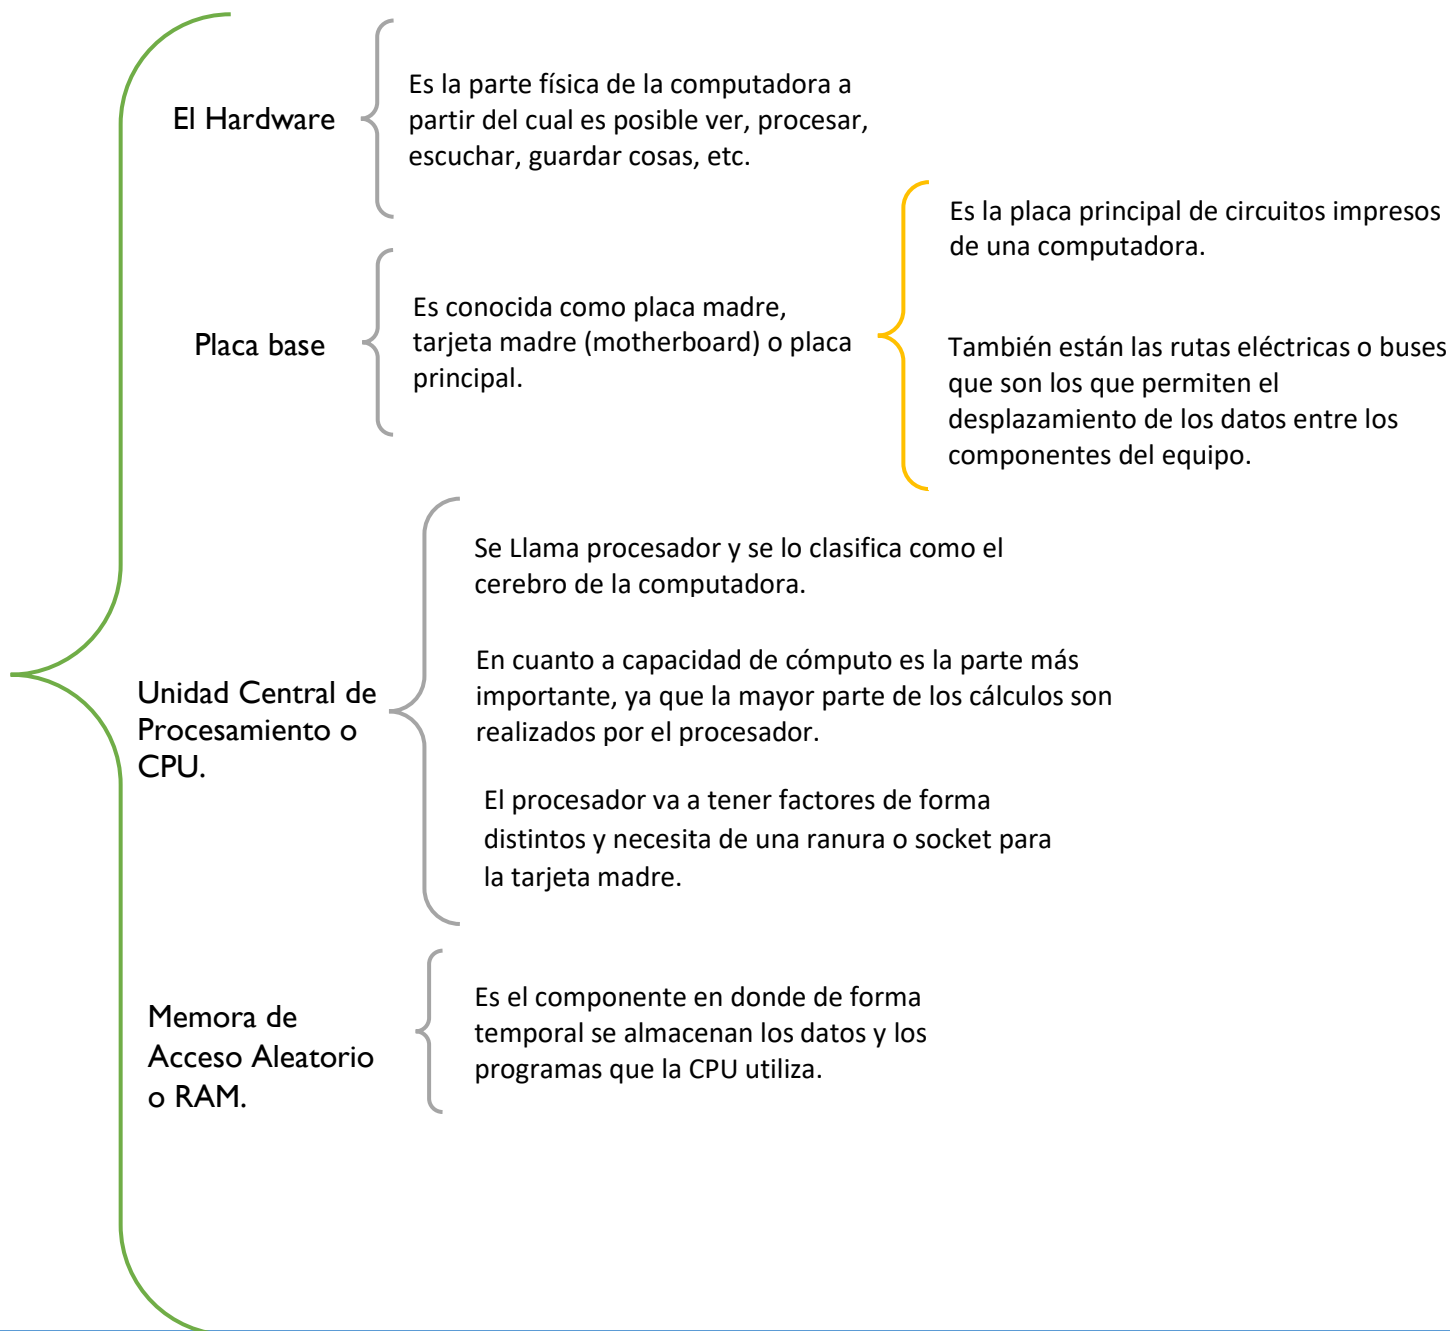 El Hardware
Es la parte física de la computadora a
partir del cual es posible ver, procesar,
escuchar, guardar cosas, etc.
Placa base
Es conocida como placa madre,
tarjeta madre (motherboard) o placa
principal.
Es la placa principal de circuitos impresos
de una computadora.
También están las rutas eléctricas o buses
que son los que permiten el
desplazamiento de los datos entre los
componentes del equipo.
Unidad Central de
Procesamiento o
CPU.
Se Llama procesador y se lo clasifica como el
cerebro de la computadora.
En cuanto a capacidad de cómputo es la parte más
importante, ya que la mayor parte de los cálculos son
realizados por el procesador.
El procesador va a tener factores de forma
distintos y necesita de una ranura o socket para
la tarjeta madre.
Memora de
Acceso Aleatorio
o RAM.
Es el componente en donde de forma
temporal se almacenan los datos y los
programas que la CPU utiliza.